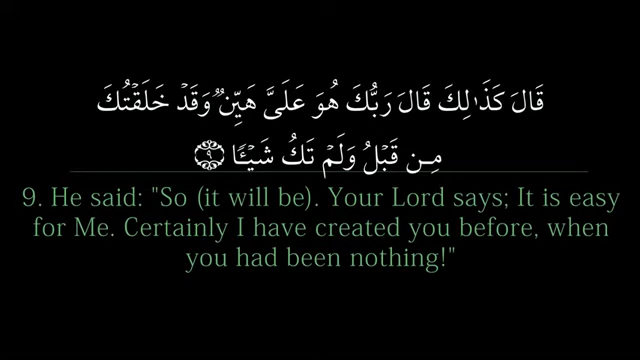 قَالَ كَذَٰلِكَ قَالَ رَبُّكَ هُوَ عَلَىَّ هَيِّنٌ وَقَدْ خَلَقْتُكَ
مِن قَبْلُ وَلَمْ تَكُ شَيْـًٔا ٩
9. He said: "So (it will be). Your Lord says; It is easy
for Me. Certainly I have created you before, when
you had been nothing!"